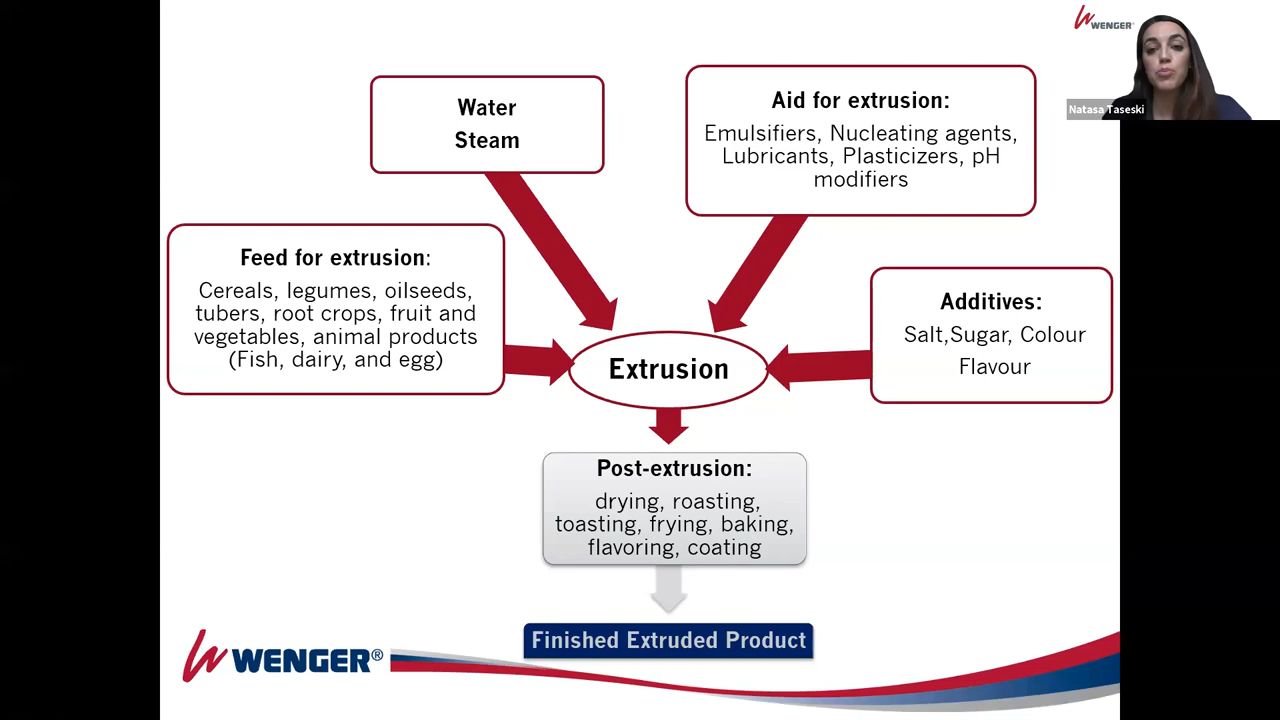 WENGER®
Natasa Taseski
Water
Steam
Aid for extrusion:
Emulsifiers, Nucleating agents,
Lubricants, Plasticizers, pH
modifiers
Feed for extrusion:
Cereals, legumes, oilseeds,
tubers, root crops, fruit and
vegetables, animal products
(Fish, dairy, and egg)
Additives:
Salt,Sugar, Colour
Flavour
Extrusion
Post-extrusion:
drying, roasting,
toasting, frying, baking,
flavoring, coating
Finished Extruded Product
WENGER®